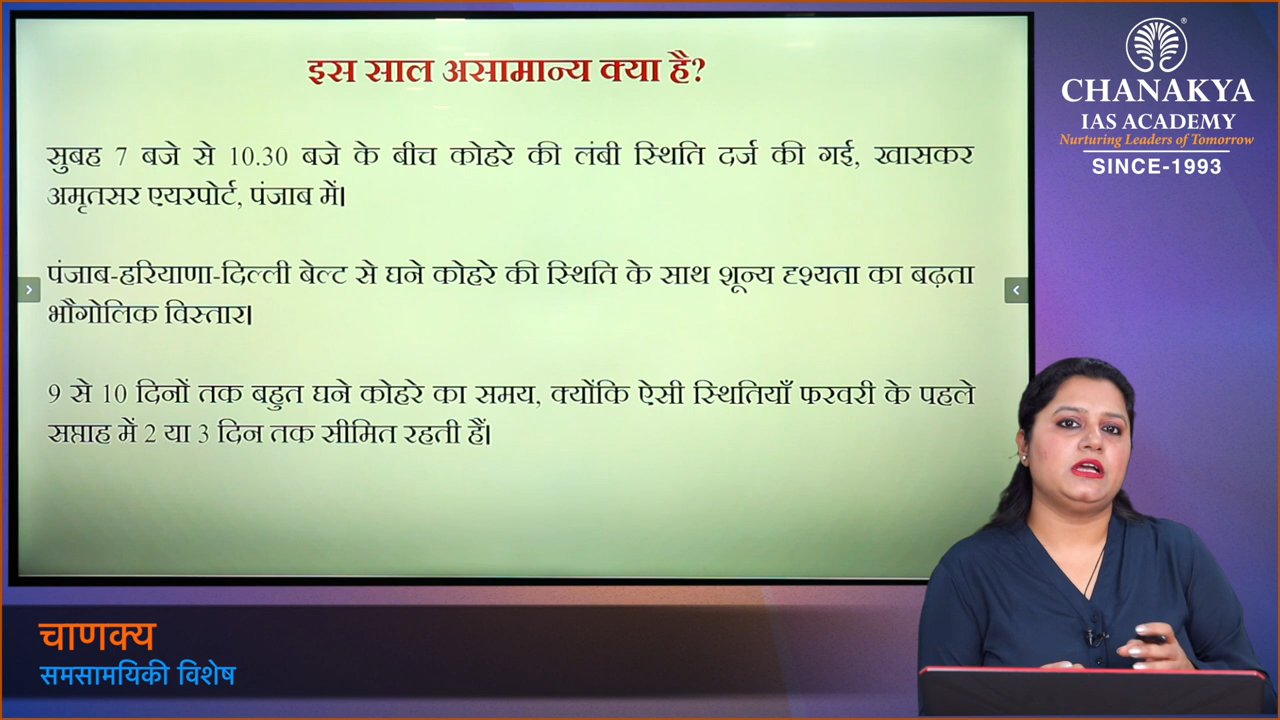 इस साल असामान्य क्या है?
सुबह 7 बजे से 10.30 बजे के बीच कोहरे की लंबी स्थिति दर्ज की गई, खासकर
अमृतसर एयरपोर्ट, पंजाब में।
पंजाब-हरियाणा-दिल्ली बेल्ट से घने कोहरे की स्थिति के साथ शून्य दृश्यता का बढ़ता
भौगोलिक विस्तार।
9 से 10 दिनों तक बहुत घने कोहरे का समय, क्योंकि ऐसी स्थितियाँ फरवरी के पहले
सप्ताह में 2 या 3 दिन तक सीमित रहती हैं।
®
CHANAKYA
IAS ACADEMY
Nurturing Leaders of Tomorrow
SINCE-1993
चाणक्य
समसामयिकी विशेष